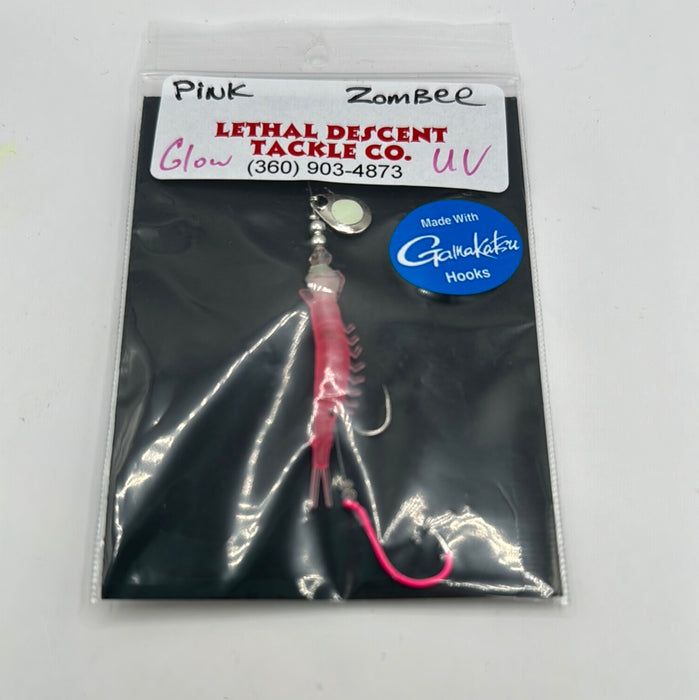 PINK ZOMBEE
LETHAL DESCENT
TACKLE CO.
Glow UV
(360) 903-4873
Made With
Gamakatsu
Hooks